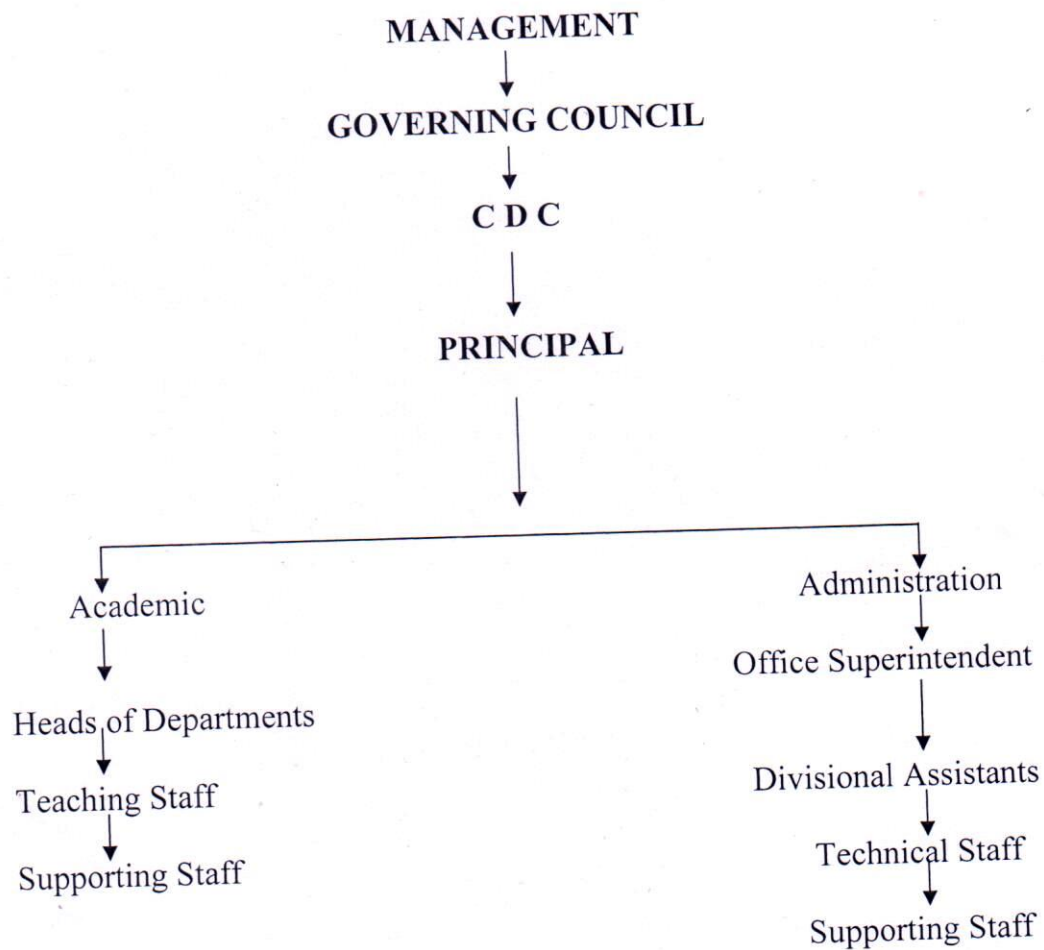 MANAGEMENT
GOVERNING COUNCIL
C D C
PRINCIPAL
Academic
Heads of Departments
Teaching Staff
Supporting Staff
Administration
Office Superintendent
Divisional Assistants
Technical Staff
Supporting Staff